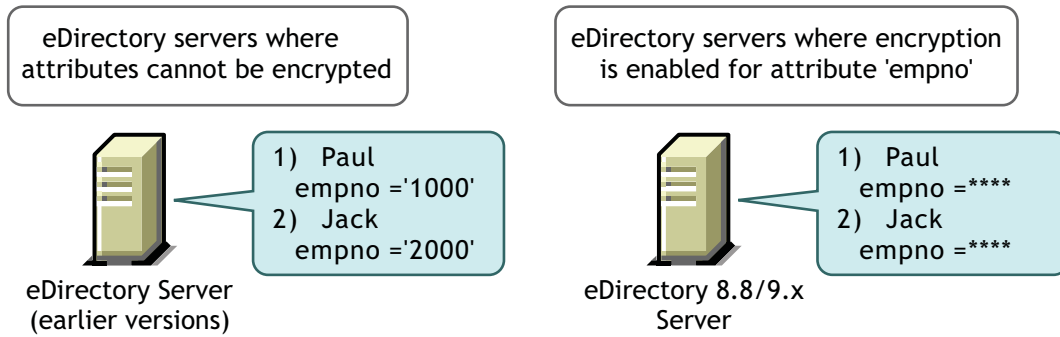 eDirectory servers where
attributes cannot be encrypted
eDirectory servers where encryption
is enabled for attribute 'empno'
1) Paul
empno ='1000'
2) Jack
empno ='2000'
1) Paul
empno =****
2) Jack
empno =****
eDirectory Server
(earlier versions)
eDirectory 8.8/9.x
Server